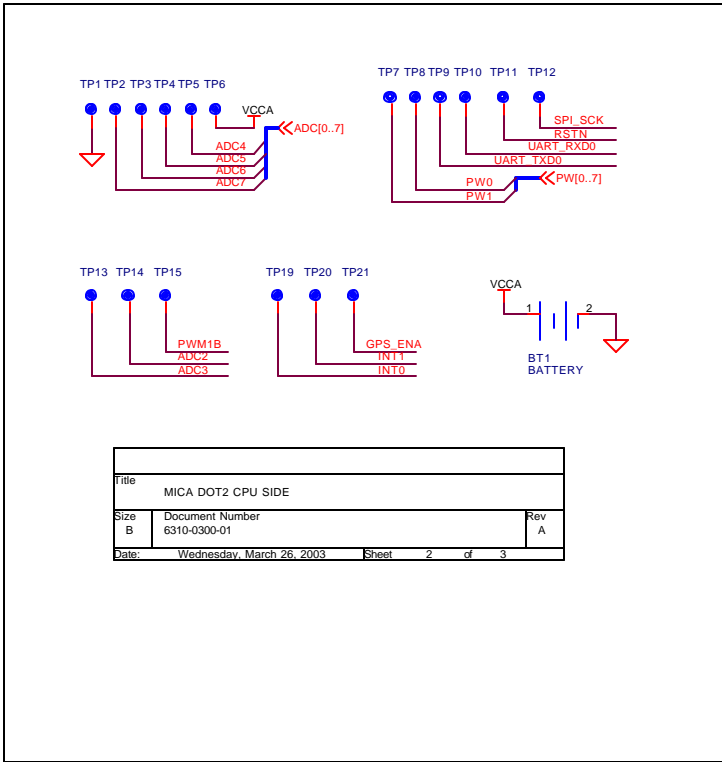 TP1 TP2 TP3 TP4 TP5 TP6
VCCA
ADC[0..7]
ADC4
ADC5
ADC6
ADC7
TP7 TP8 TP9 TP10 TP11 TP12
SPI_SCK
RSTN
UART_RXD0
UART_TXD0
PW0
PW[0..7]
PW1
TP13 TP14 TP15
PWM1B
ADC2
ADC3
TP19 TP20 TP21
GPS_ENA
INT1
INT0
VCCA
1 2
BT1
BATTERY
Title
MICA DOT2 CPU SIDE
Size Document Number Rev
B 6310-0300-01 A
Date: Wednesday, March 26, 2003 Sheet 2 of 3